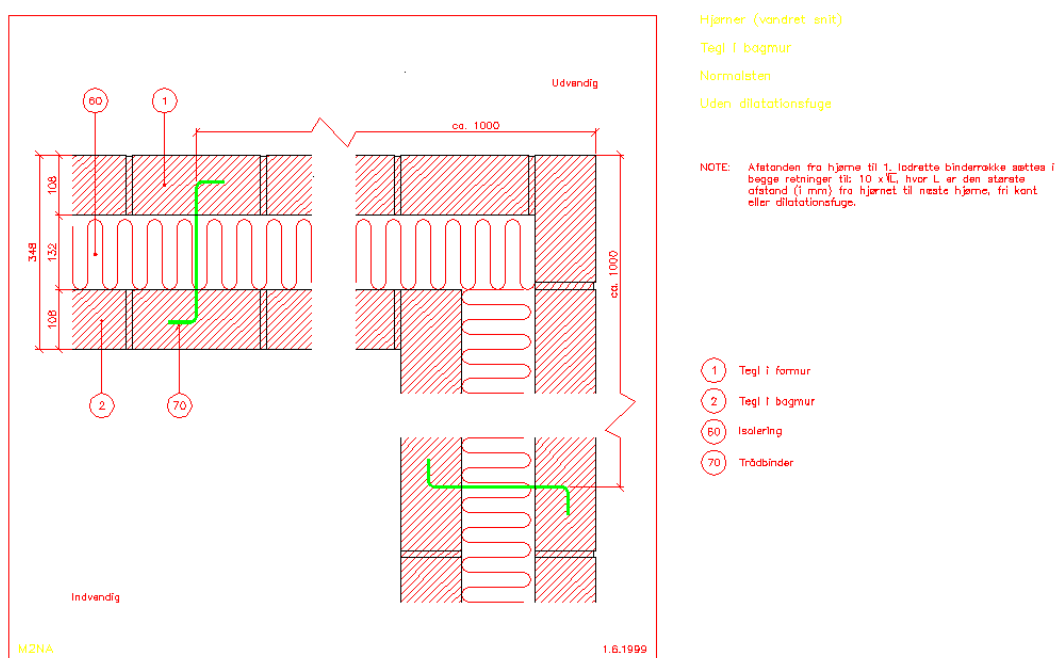 Hjørner (vandret snit)
Tegl i bagmur
Normalsten
Uden dilatationsfuge
Udvendig
60
1
ca. 1000
NOTE: Afstanden fra hjørne til 1. lodrette binderrække sættes i
begge retninger til: 10 x √L, hvor L er den største
afstand (i mm) fra hjørnet til næste hjørne, fri kant
eller dilatationsfuge.
108
348
132
ca. 1000
108
2
70
1 Tegl i formur
2 Tegl i bagmur
60 Isolering
70 Trådbinder
Indvendig
M2NA
1.6.1999